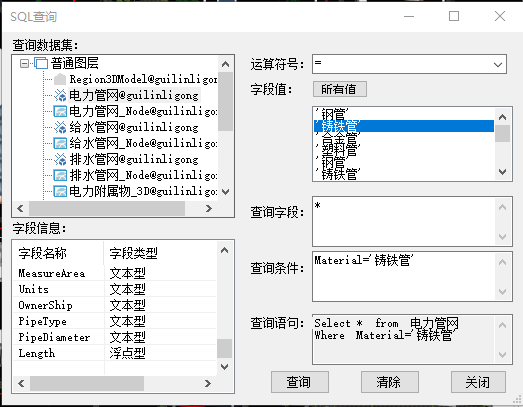 SQL查询
查询数据集:
普通图层
Region3DModel@guilinligon
电力管网@guilinligong
电力管网_Node@guilinligon
给水管网@guilinligong
给水管网_Node@guilinligon
排水管网@guilinligong
排水管网_Node@guilinligon
电力附属物_3D@guilinligon
字段信息:
字段名称 字段类型
MeasureArea 文本型
Units 文本型
OwnerShip 文本型
PipeType 文本型
PipeDiameter 文本型
Length 浮点型
运算符号: =
字段值: 所有值
'钢管'
'铸铁管'
'合金管'
'塑料管'
'钢管'
'铸铁管'
查询字段: *
查询条件: Material='铸铁管'
查询语句: Select * from 电力管网
Where Material='铸铁管'
查询 清除 关闭